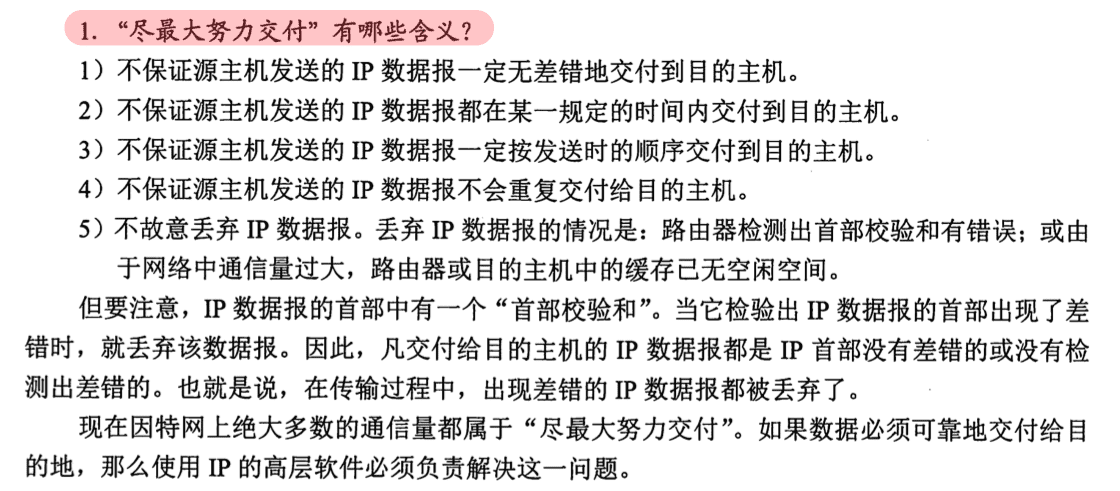 1. “尽最大努力交付”有哪些含义？
1）不保证源主机发送的 IP 数据报一定无差错地交付到目的主机。
2）不保证源主机发送的 IP 数据报都在某一规定的时间内交付到目的主机。
3）不保证源主机发送的 IP 数据报一定按发送时的顺序交付到目的主机。
4）不保证源主机发送的 IP 数据报不会重复交付给目的主机。
5）不故意丢弃 IP 数据报。丢弃 IP 数据报的情况是：路由器检测出首部校验和有错误；或由
于网络中通信量过大，路由器或目的主机中的缓存已无空闲空间。
但要注意，IP 数据报的首部中有一个“首部校验和”。当它检验出 IP 数据报的首部出现了差
错时，就丢弃该数据报。因此，凡交付给目的主机的 IP 数据报都是 IP 首部没有差错的或没有检
测出差错的。也就是说，在传输过程中，出现差错的 IP 数据报都被丢弃了。
现在因特网上绝大多数的通信量都属于“尽最大努力交付”。如果数据必须可靠地交付给目
的地，那么使用 IP 的高层软件必须负责解决这一问题。